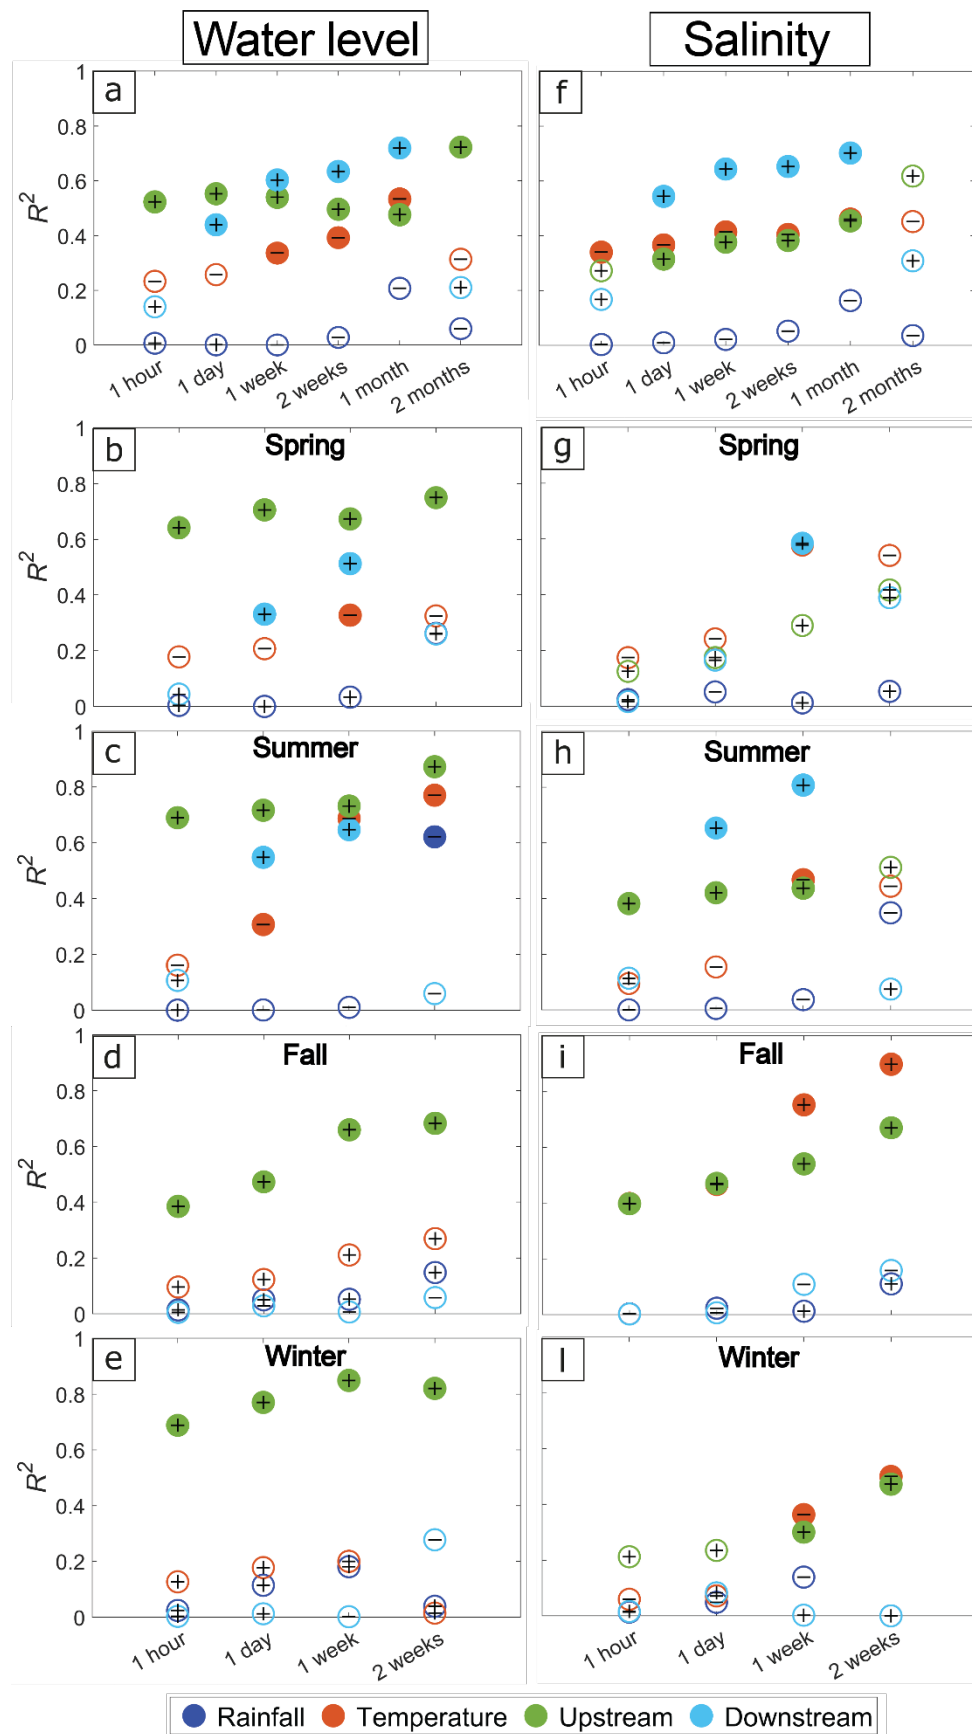 Water level Salinity
a
1
0.8
0.6
0.4
0.2
0
R²
1 hour 1 day 1 week 2 weeks 1 month 2 months
f
1 hour 1 day 1 week 2 weeks 1 month 2 months
b
Spring
1
0.8
0.6
0.4
0.2
0
R²
g
Spring
c
Summer
1
0.8
0.6
0.4
0.2
0
R²
h
Summer
d
Fall
1
0.8
0.6
0.4
0.2
0
R²
i
Fall
e
Winter
1
0.8
0.6
0.4
0.2
0
R²
1 hour 1 day 1 week 2 weeks
l
Winter
1 hour 1 day 1 week 2 weeks
Rainfall Temperature Upstream Downstream